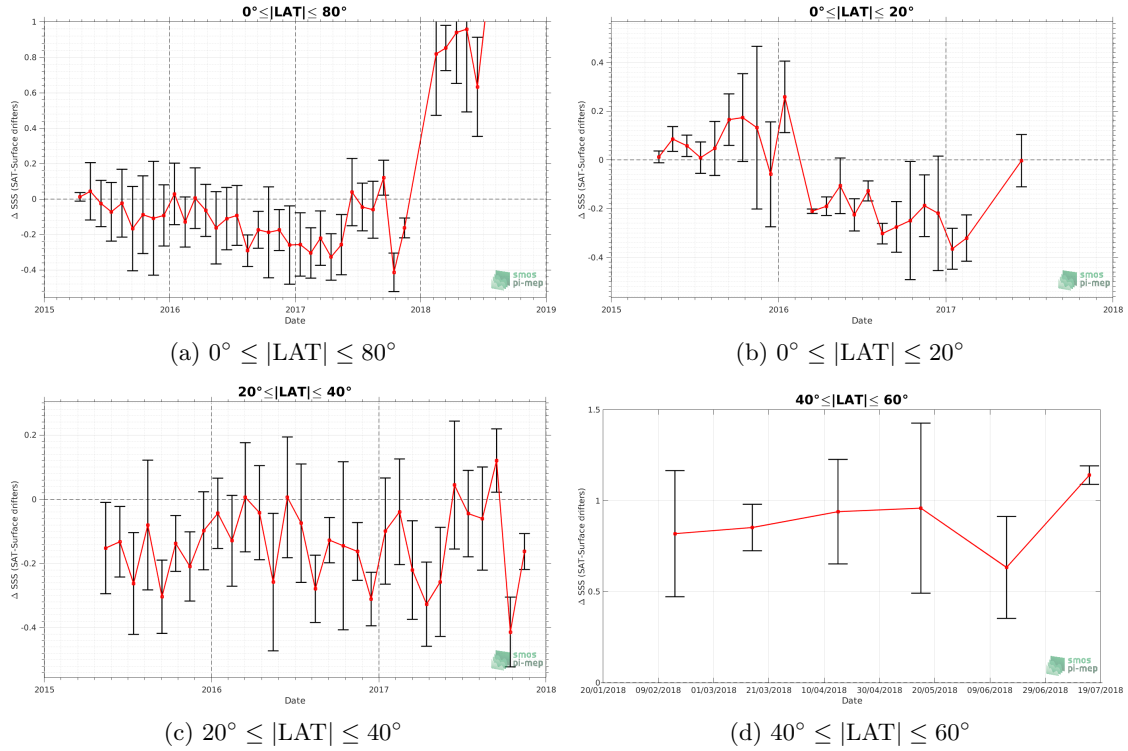 0°≤|LAT|≤ 80°
Δ SSS (SAT-Surface drifters)
1
0.8
0.6
0.4
0.2
0
-0.2
-0.4
2015
2016
2017
2018
2019
Date
smos
pi-mep
(a) 0° ≤ |LAT| ≤ 80°
0°≤|LAT|≤ 20°
Δ SSS (SAT-Surface drifters)
0.4
0.2
0
-0.2
-0.4
2015
2016
2017
2018
Date
smos
pi-mep
(b) 0° ≤ |LAT| ≤ 20°
20°≤|LAT|≤ 40°
Δ SSS (SAT-Surface drifters)
0.2
0
-0.2
-0.4
2015
2016
2017
2018
Date
smos
pi-mep
(c) 20° ≤ |LAT| ≤ 40°
40°≤|LAT|≤ 60°
Δ SSS (SAT-Surface drifters)
1.5
1
0.5
0
20/01/2018
09/02/2018
01/03/2018
21/03/2018
10/04/2018
30/04/2018
20/05/2018
09/06/2018
29/06/2018
19/07/2018
Date
smos
pi-mep
(d) 40° ≤ |LAT| ≤ 60°